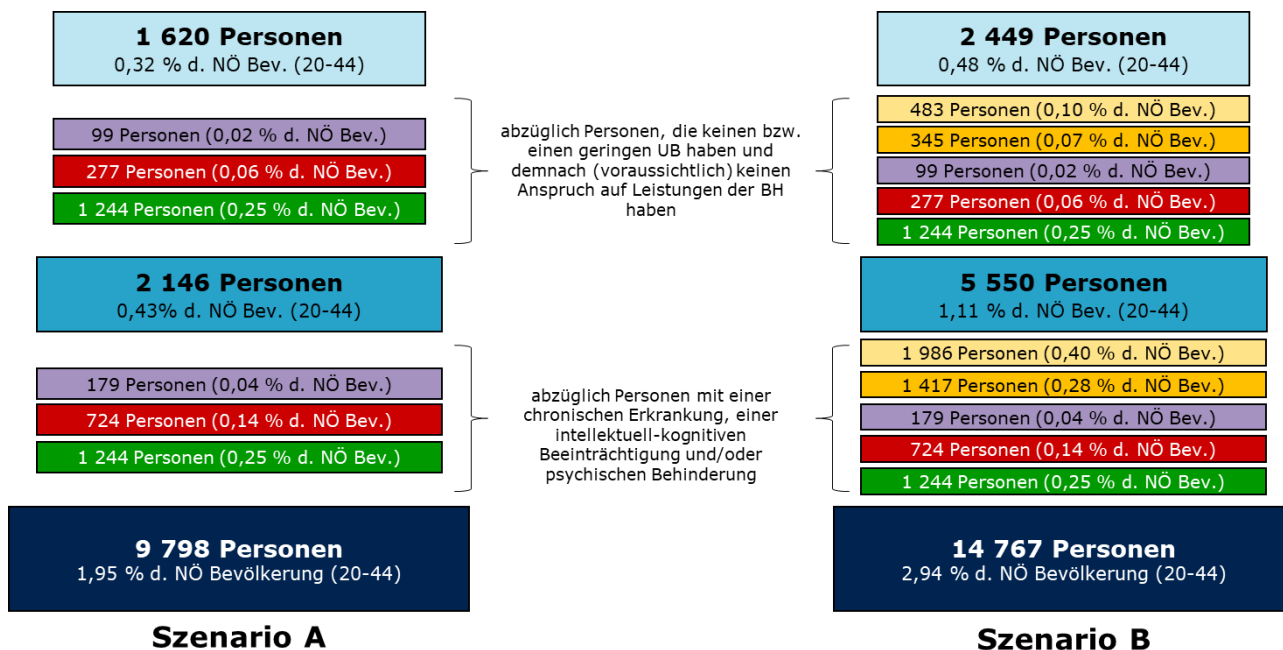 1 620 Personen
0,32 % d. NÖ Bev. (20-44)
99 Personen (0,02 % d. NÖ Bev.)
277 Personen (0,06 % d. NÖ Bev.)
1 244 Personen (0,25 % d. NÖ Bev.)
2 146 Personen
0,43% d. NÖ Bev. (20-44)
179 Personen (0,04 % d. NÖ Bev.)
724 Personen (0,14 % d. NÖ Bev.)
1 244 Personen (0,25 % d. NÖ Bev.)
9 798 Personen
1,95 % d. NÖ Bevölkerung (20-44)
Szenario A
abzüglich Personen, die keinen bzw.
einen geringen UB haben und
demnach (voraussichtlich) keinen
Anspruch auf Leistungen der BH
haben
abzüglich Personen mit einer
chronischen Erkrankung, einer
intellektuell-kognitiven
Beeinträchtigung und/oder
psychischen Behinderung
2 449 Personen
0,48 % d. NÖ Bev. (20-44)
483 Personen (0,10 % d. NÖ Bev.)
345 Personen (0,07 % d. NÖ Bev.)
99 Personen (0,02 % d. NÖ Bev.)
277 Personen (0,06 % d. NÖ Bev.)
1 244 Personen (0,25 % d. NÖ Bev.)
5 550 Personen
1,11 % d. NÖ Bev. (20-44)
1 986 Personen (0,40 % d. NÖ Bev.)
1 417 Personen (0,28 % d. NÖ Bev.)
179 Personen (0,04 % d. NÖ Bev.)
724 Personen (0,14 % d. NÖ Bev.)
1 244 Personen (0,25 % d. NÖ Bev.)
14 767 Personen
2,94 % d. NÖ Bevölkerung (20-44)
Szenario B